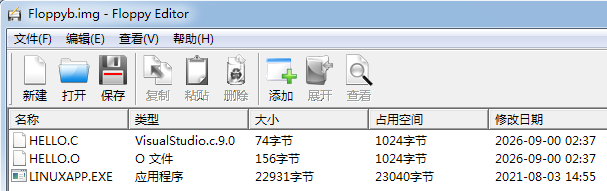 Floppyb.img - Floppy Editor
文件(F) 编辑(E) 查看(V) 帮助(H)
新建 打开 保存 复制 粘贴 删除 添加 展开 查看
名称 类型 大小 占用空间 修改日期
HELLO.C VisualStudio.c.9.0 74字节 1024字节 2026-09-00 02:37
HELLO.O O 文件 156字节 1024字节 2026-09-00 02:37
LINUXAPP.EXE 应用程序 22931字节 23040字节 2021-08-03 14:55